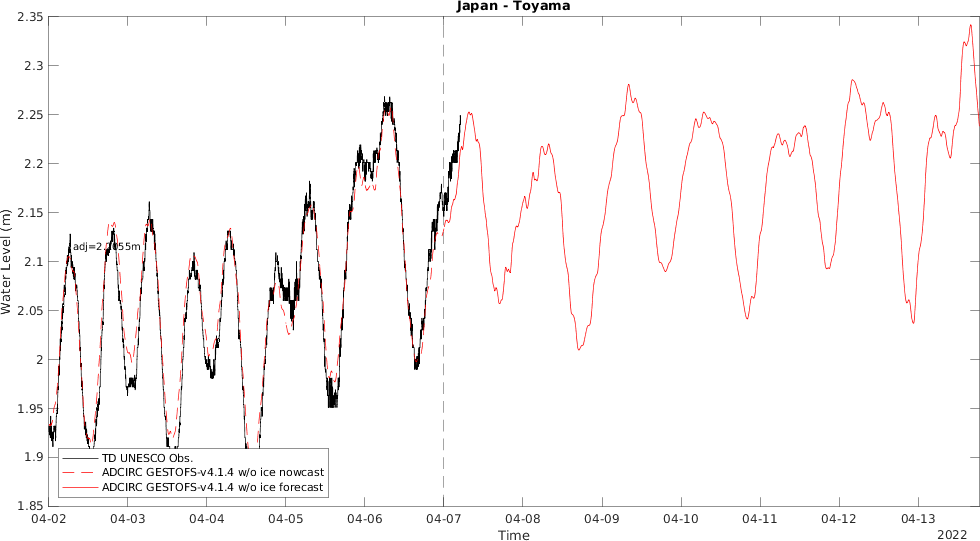 Japan - Toyama
2.35
2.3
2.25
2.2
2.15
2.1
2.05
2
1.95
1.9
1.85
Water Level (m)
TD UNESCO Obs.
ADCIRC GESTOFS-v4.1.4 w/o ice nowcast
ADCIRC GESTOFS-v4.1.4 w/o ice forecast
04-02 04-03 04-04 04-05 04-06 04-07 04-08 04-09 04-10 04-11 04-12 04-13
Time
2022